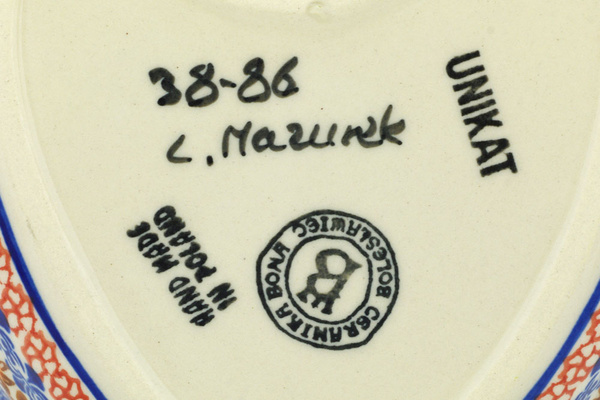 38-86
L. Mazurek
UNIKAT
HAND MADE
IN POLAND
CERAMIKA BONA BOLESŁAWIEC